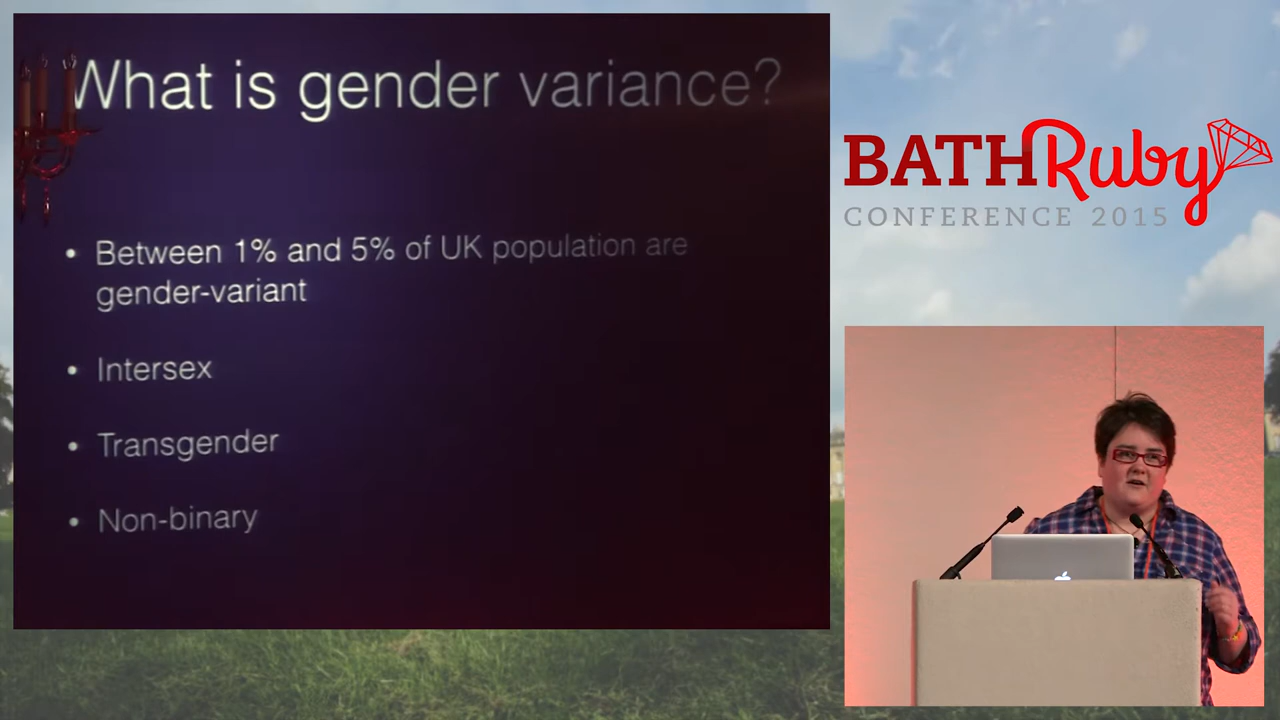 What is gender variance?
• Between 1% and 5% of UK population are
gender-variant
• Intersex
• Transgender
• Non-binary
BATHRuby
CONFERENCE 2015